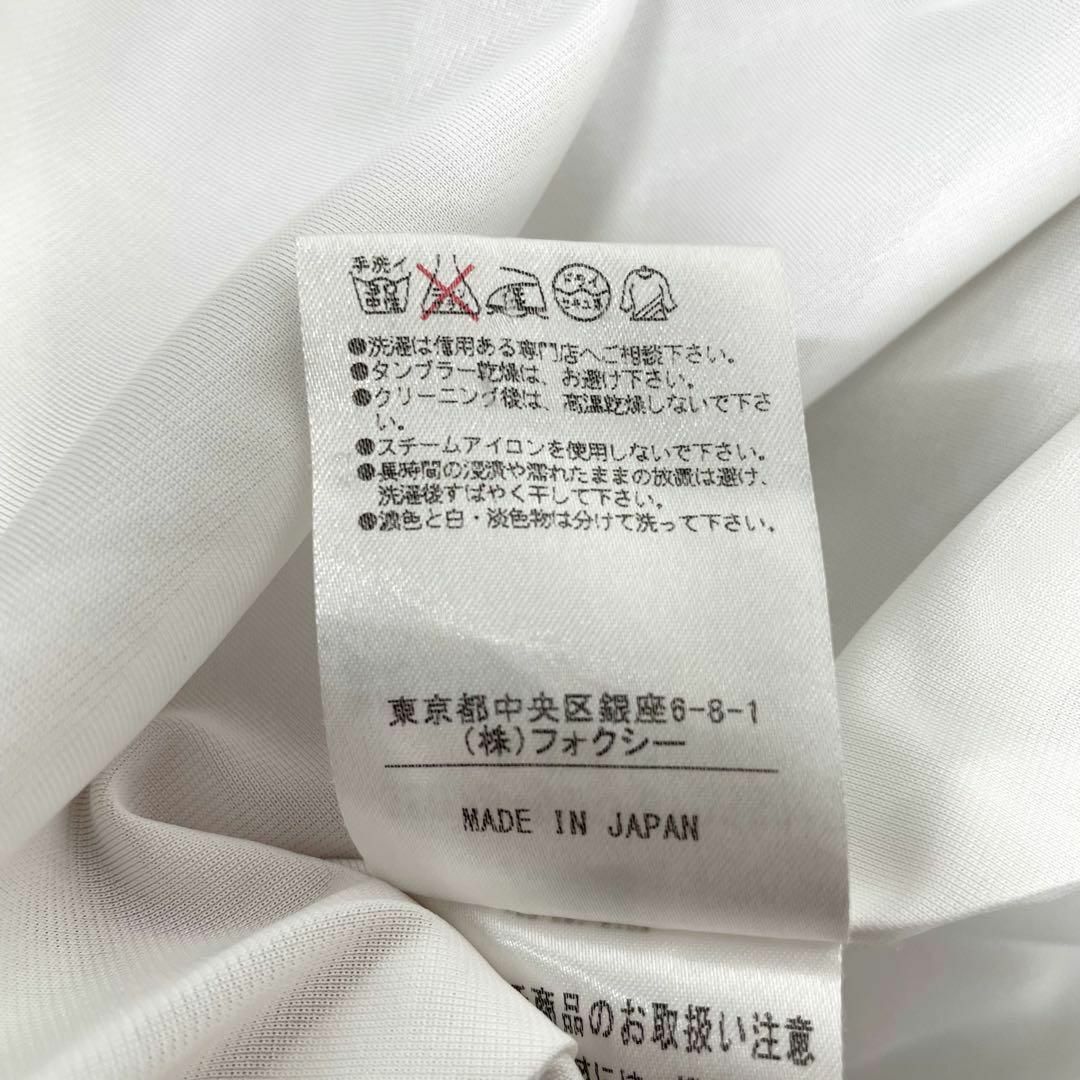 手洗イ
中性
●洗濯は信用ある専門店へご相談下さい。
●タンブラー乾燥は、お避け下さい。
●クリーニング後は、高温乾燥しないで下さ
い。
●スチームアイロンを使用しないで下さい。
●長時間の浸漬や濡れたままの放置は避け、
洗濯後すばやく干して下さい。
●濃色と白・淡色物は分けて洗って下さい。
東京都中央区銀座6-8-1
(株)フォクシー
MADE IN JAPAN
商品のお取扱い注意